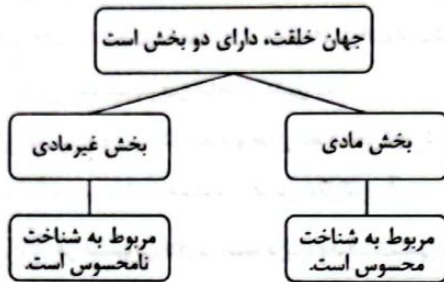 جهان خلقت، دارای دو بخش است
بخش مادی
بخش غیرمادی
مربوط به شناخت
محسوس است.
مربوط به شناخت
نامحسوس است.